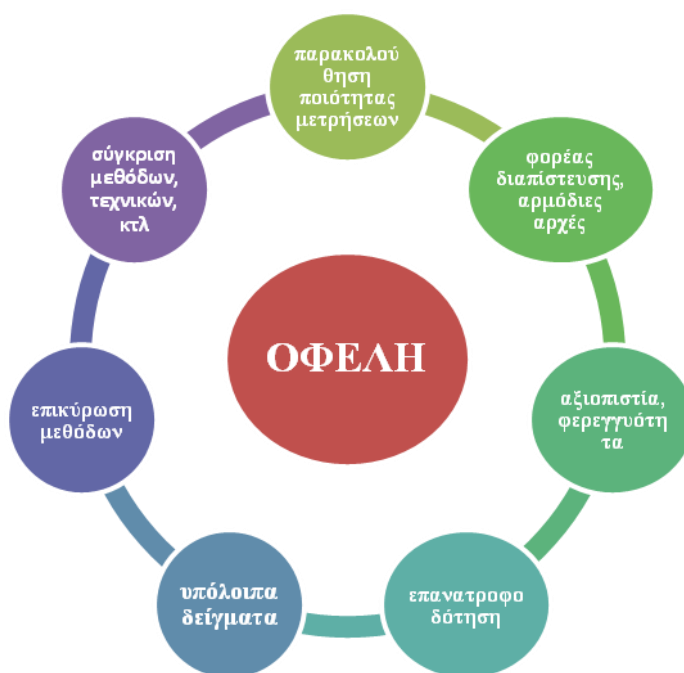 παρακολού
θηση
ποιότητας
μετρήσεων
φορέας
διαπίστευσης,
αρμόδιες
αρχές
αξιοπιστία,
φερεγγυότη
τα
επανατροφο
δότηση
υπόλοιπα
δείγματα
επικύρωση
μεθόδων
σύγκριση
μεθόδων,
τεχνικών,
κτλ
ΟΦΕΛΗ